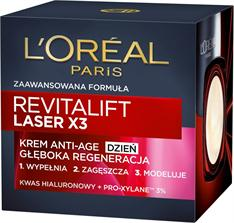 L'ORÉAL
PARIS
ZAAWANSOWANA FORMUŁA
REVITALIFT
LASER X3
KREM ANTI-AGE DZIEŃ
GŁĘBOKA REGENERACJA
1. WYPEŁNIA 2. ZAGĘSZCZA 3. MODELUJE
KWAS HIALURONOWY + PRO-XYLANE™ 3%